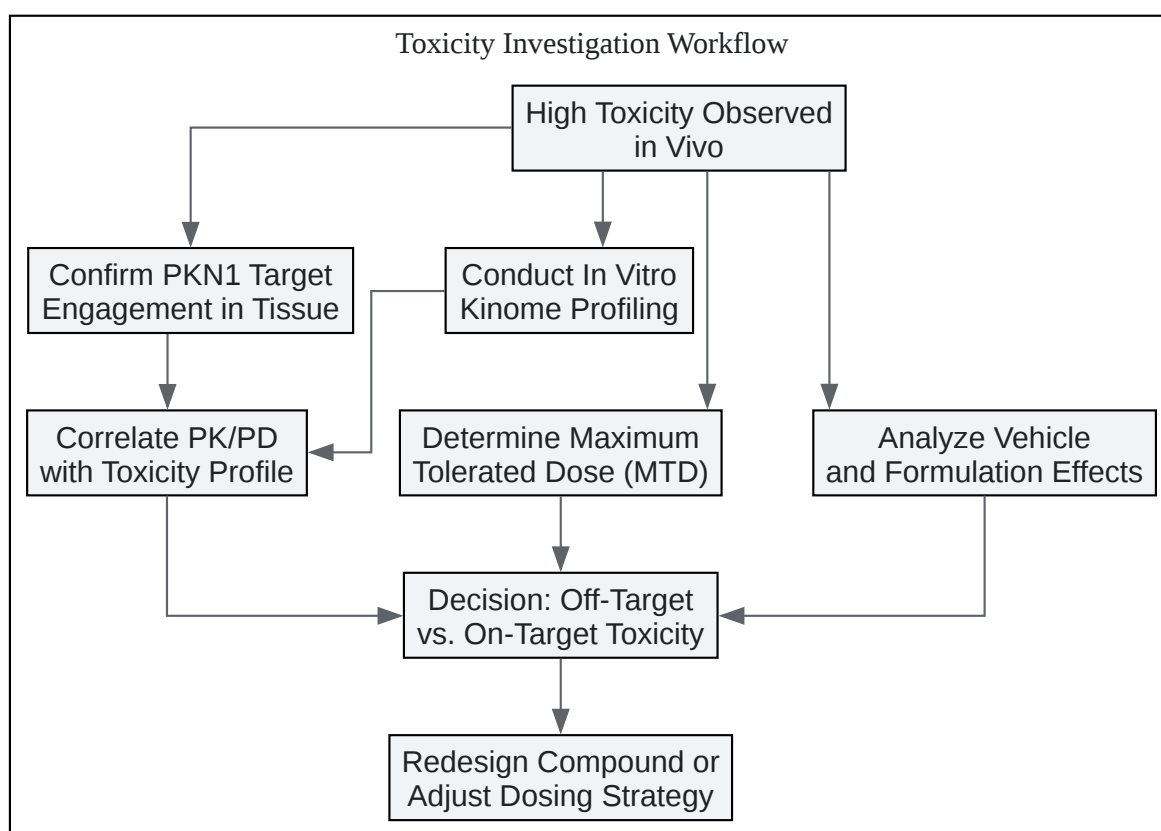 Toxicity Investigation Workflow
High Toxicity Observed
in Vivo
Confirm PKN1 Target
Engagement in Tissue
Conduct In Vitro
Kinome Profiling
Correlate PK/PD
with Toxicity Profile
Determine Maximum
Tolerated Dose (MTD)
Analyze Vehicle
and Formulation Effects
Decision: Off-Target
vs. On-Target Toxicity
Redesign Compound or
Adjust Dosing Strategy